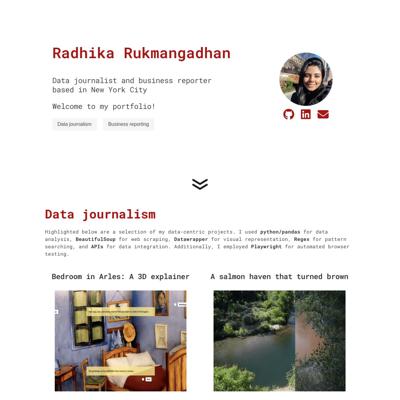 Radhika Rukmangadhan
Data journalist and business reporter
based in New York City
Welcome to my portfolio!
Data journalism
Business reporting
Data journalism
Highlighted below are a selection of my data-centric projects. I used python/pandas for data
analysis, BeautifulSoup for web scraping, Datawrapper for visual representation, Regex for pattern
searching, and APIs for data integration. Additionally, I employed Playwright for automated browser
testing.
Bedroom in Arles: A 3D explainer
A salmon haven that turned brown